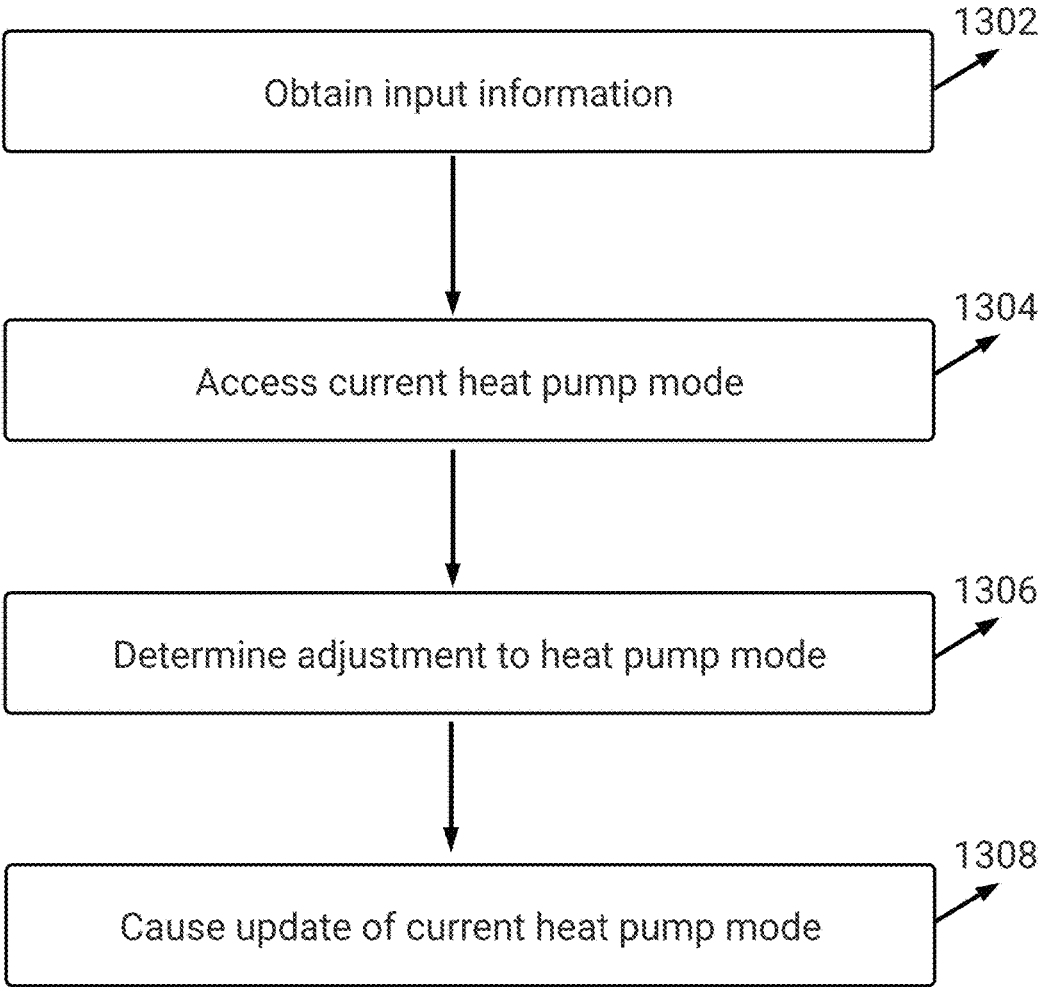 1302
Obtain input information
1304
Access current heat pump mode
1306
Determine adjustment to heat pump mode
1308
Cause update of current heat pump mode